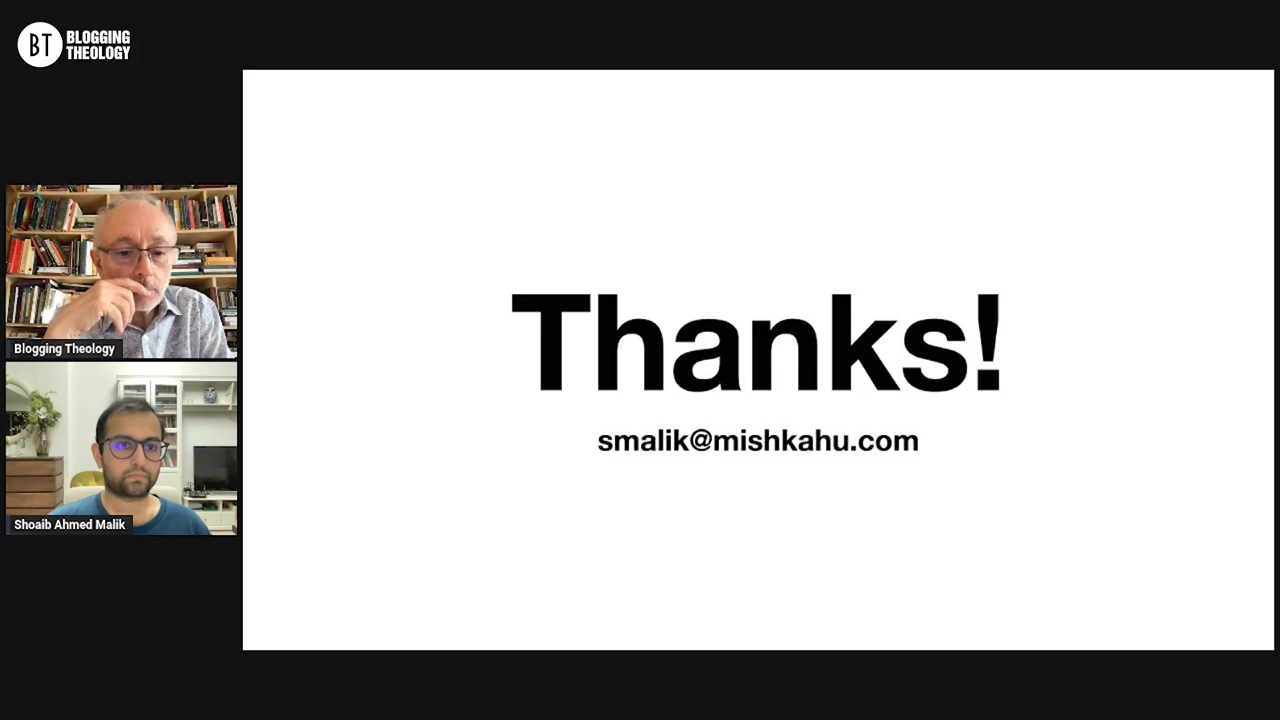 BT
BLOGGING
THEOLOGY
Blogging Theology
Shoaib Ahmed Malik
Thanks!
smalik@mishkahu.com